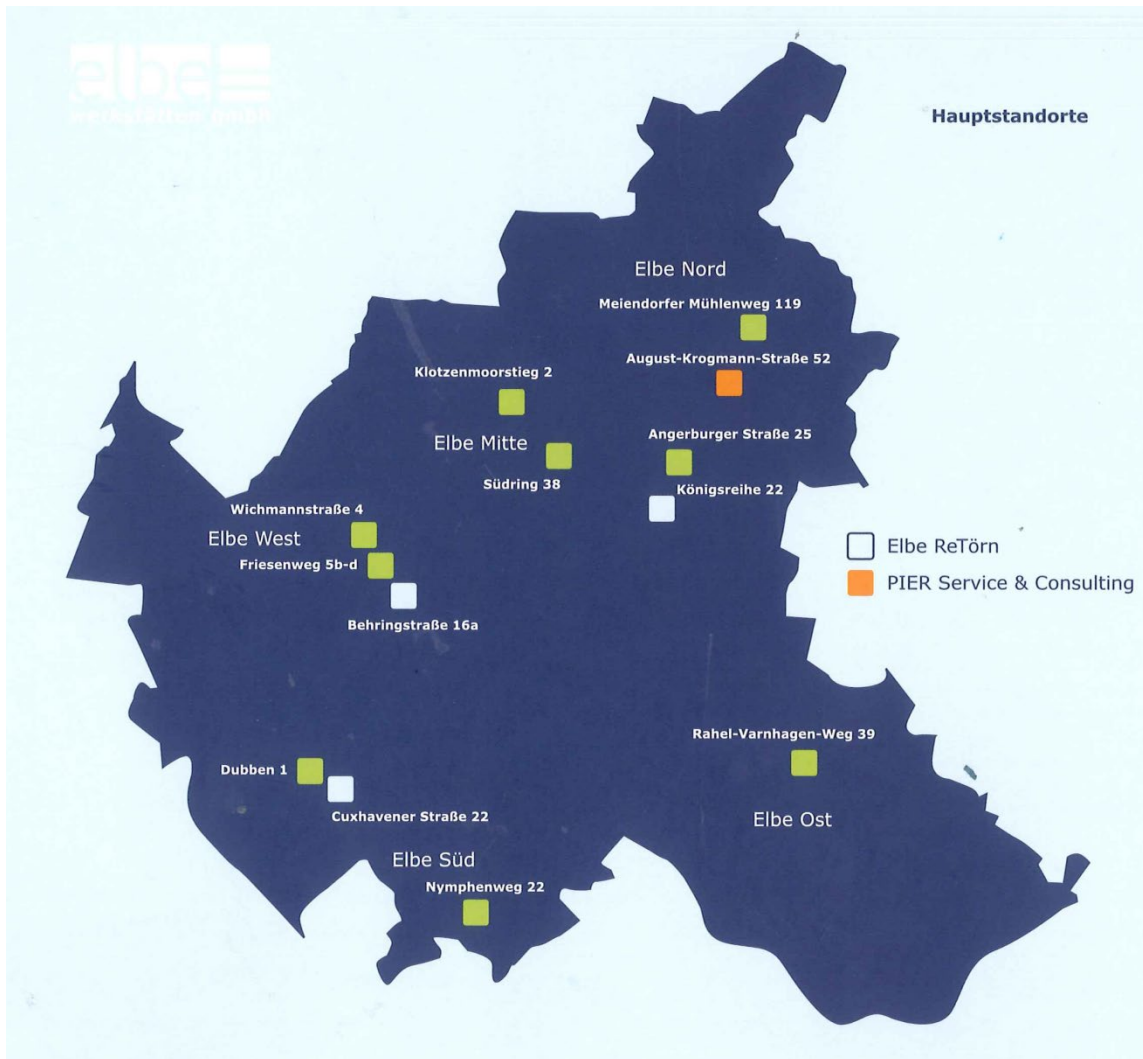 elbe
werkstätten gmbh
Hauptstandorte
Elbe Nord
Meiendorfer Mühlenweg 119
August-Krogmann-Straße 52
Klotzenmoorstieg 2
Elbe Mitte
Angerburger Straße 25
Südring 38
Königsreihe 22
Wichmannstraße 4
Elbe West
Friesenweg 5b-d
Behringstraße 16a
Elbe ReTörn
PIER Service & Consulting
Rahel-Varnhagen-Weg 39
Elbe Ost
Dubben 1
Cuxhavener Straße 22
Elbe Süd
Nymphenweg 22